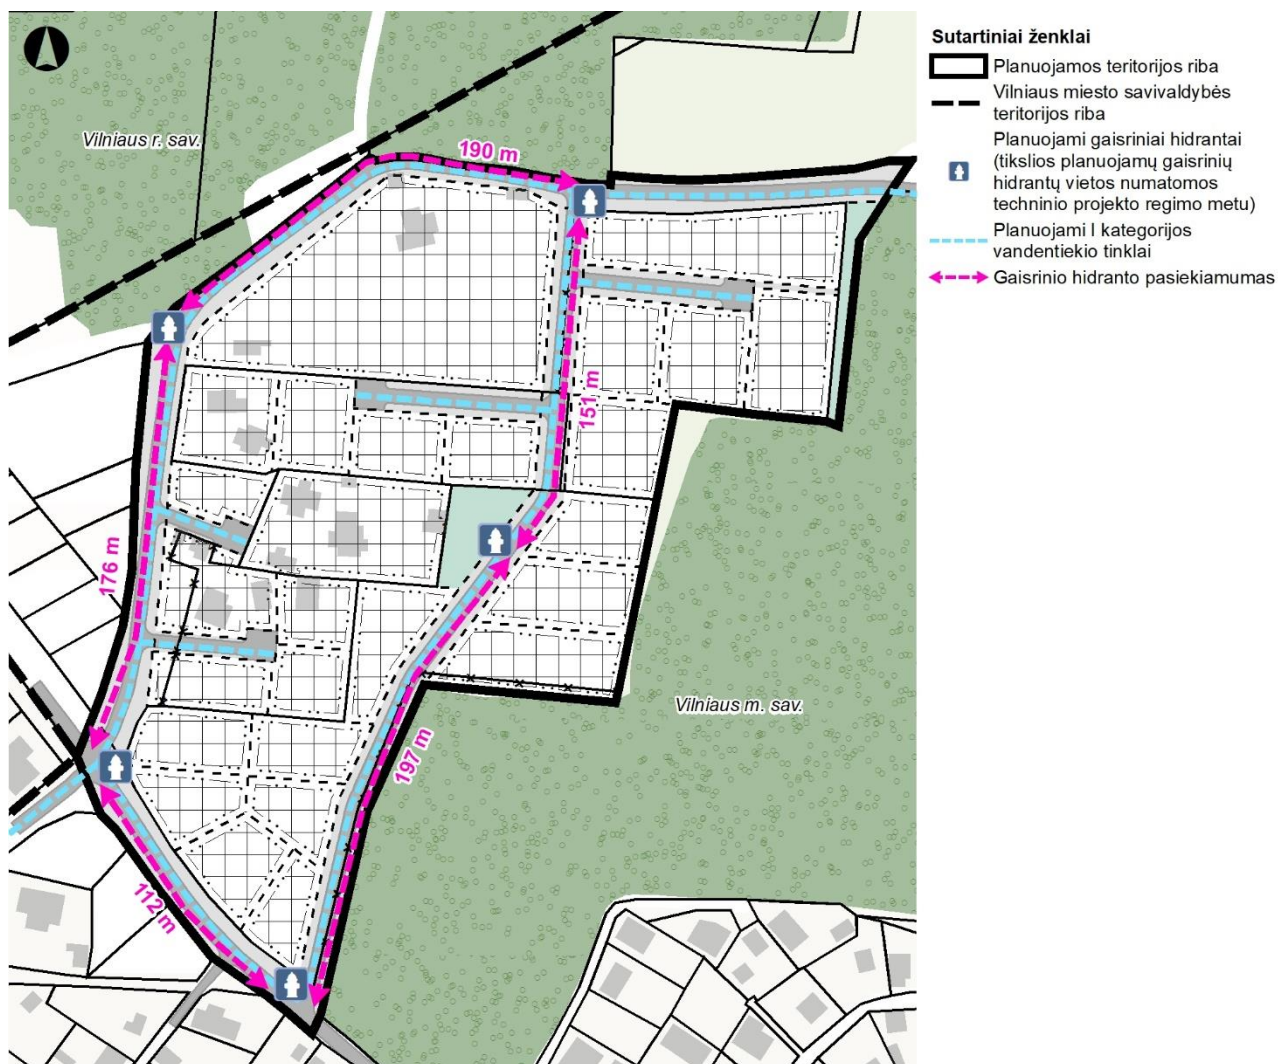 Vilniaus r. sav.
190 m
151 m
176 m
197 m
112 m
Vilniaus m. sav.
Sutartiniai ženklai
Planuojamos teritorijos riba
Vilniaus miesto savivaldybės
teritorijos riba
Planuojami gaisriniai hidrantai
(tikslios planuojamų gaisrinių
hidrantų vietos numatomos
techninio projekto regimo metu)
Planuojami I kategorijos
vandentiekio tinklai
Gaisrinio hidranto pasiekiamumas